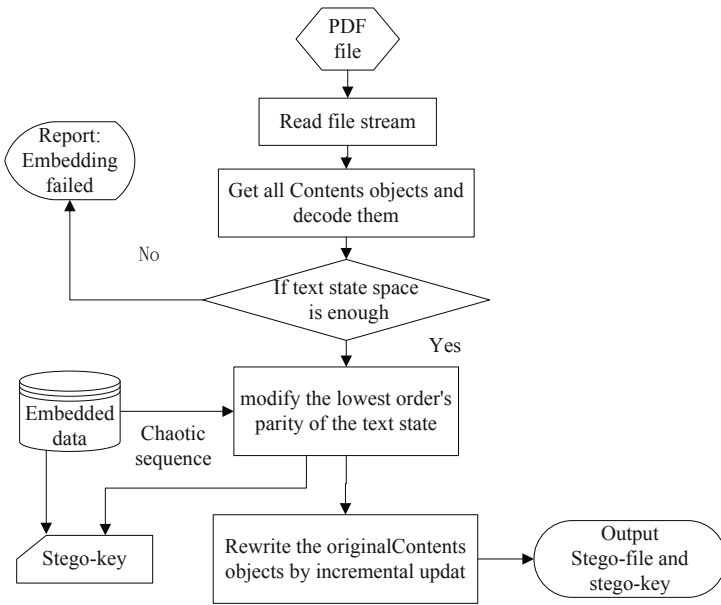 PDF
file
Read file stream
Report:
Embedding
failed
Get all Contents objects and
decode them
No
If text state space
is enough
Yes
modify the lowest order's
parity of the text state
Embedded
data
Chaotic
sequence
Stego-key
Rewrite the originalContents
objects by incremental updat
Output
Stego-file and
stego-key